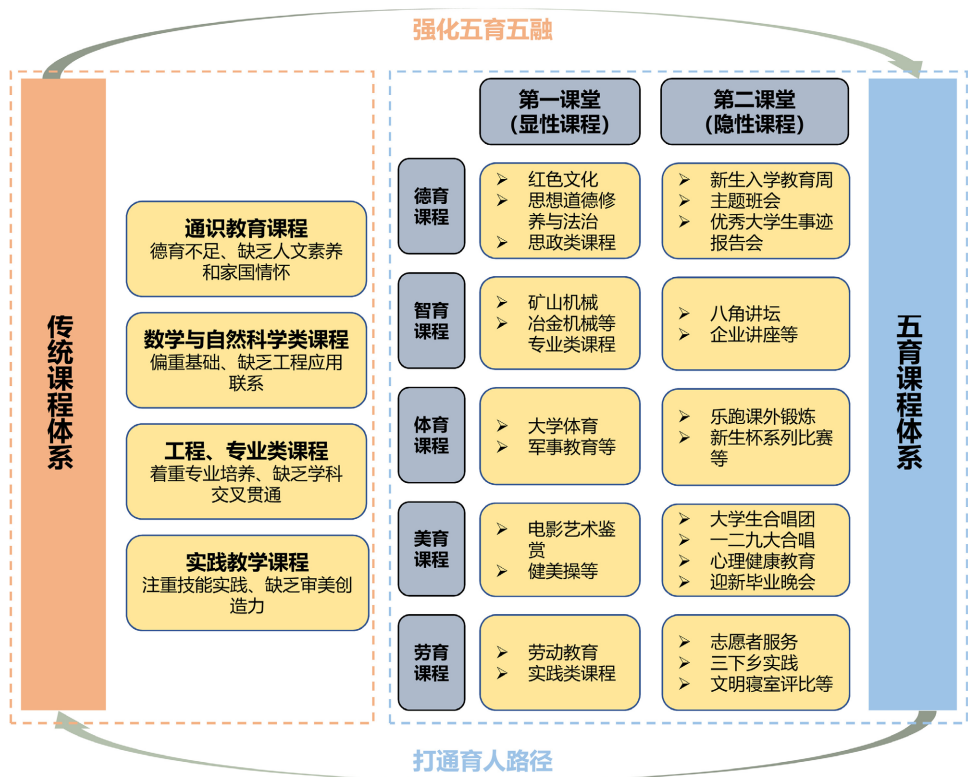 强化五育五融
传统课程体系
通识教育课程
德育不足、缺乏人文素养
和家国情怀
数学与自然科学类课程
偏重基础、缺乏工程应用
联系
工程、专业类课程
着重专业培养、缺乏学科
交叉贯通
实践教学课程
注重技能实践、缺乏审美创
造力
第一课堂
（显性课程）
第二课堂
（隐性课程）
德育
课程
➢ 红色文化
➢ 思想道德修
养与法治
➢ 思政类课程
➢ 新生入学教育周
➢ 主题班会
➢ 优秀大学生事迹
报告会
智育
课程
➢ 矿山机械
➢ 冶金机械等
专业类课程
➢ 八角讲坛
➢ 企业讲座等
体育
课程
➢ 大学体育
➢ 军事教育等
➢ 乐跑课外锻炼
➢ 新生杯系列比赛
等
美育
课程
➢ 电影艺术鉴
赏
➢ 健美操等
➢ 大学生合唱团
➢ 一二九大合唱
➢ 心理健康教育
➢ 迎新毕业晚会
劳育
课程
➢ 劳动教育
➢ 实践类课程
➢ 志愿者服务
➢ 三下乡实践
➢ 文明寝室评比等
五育课程体系
打通育人路径